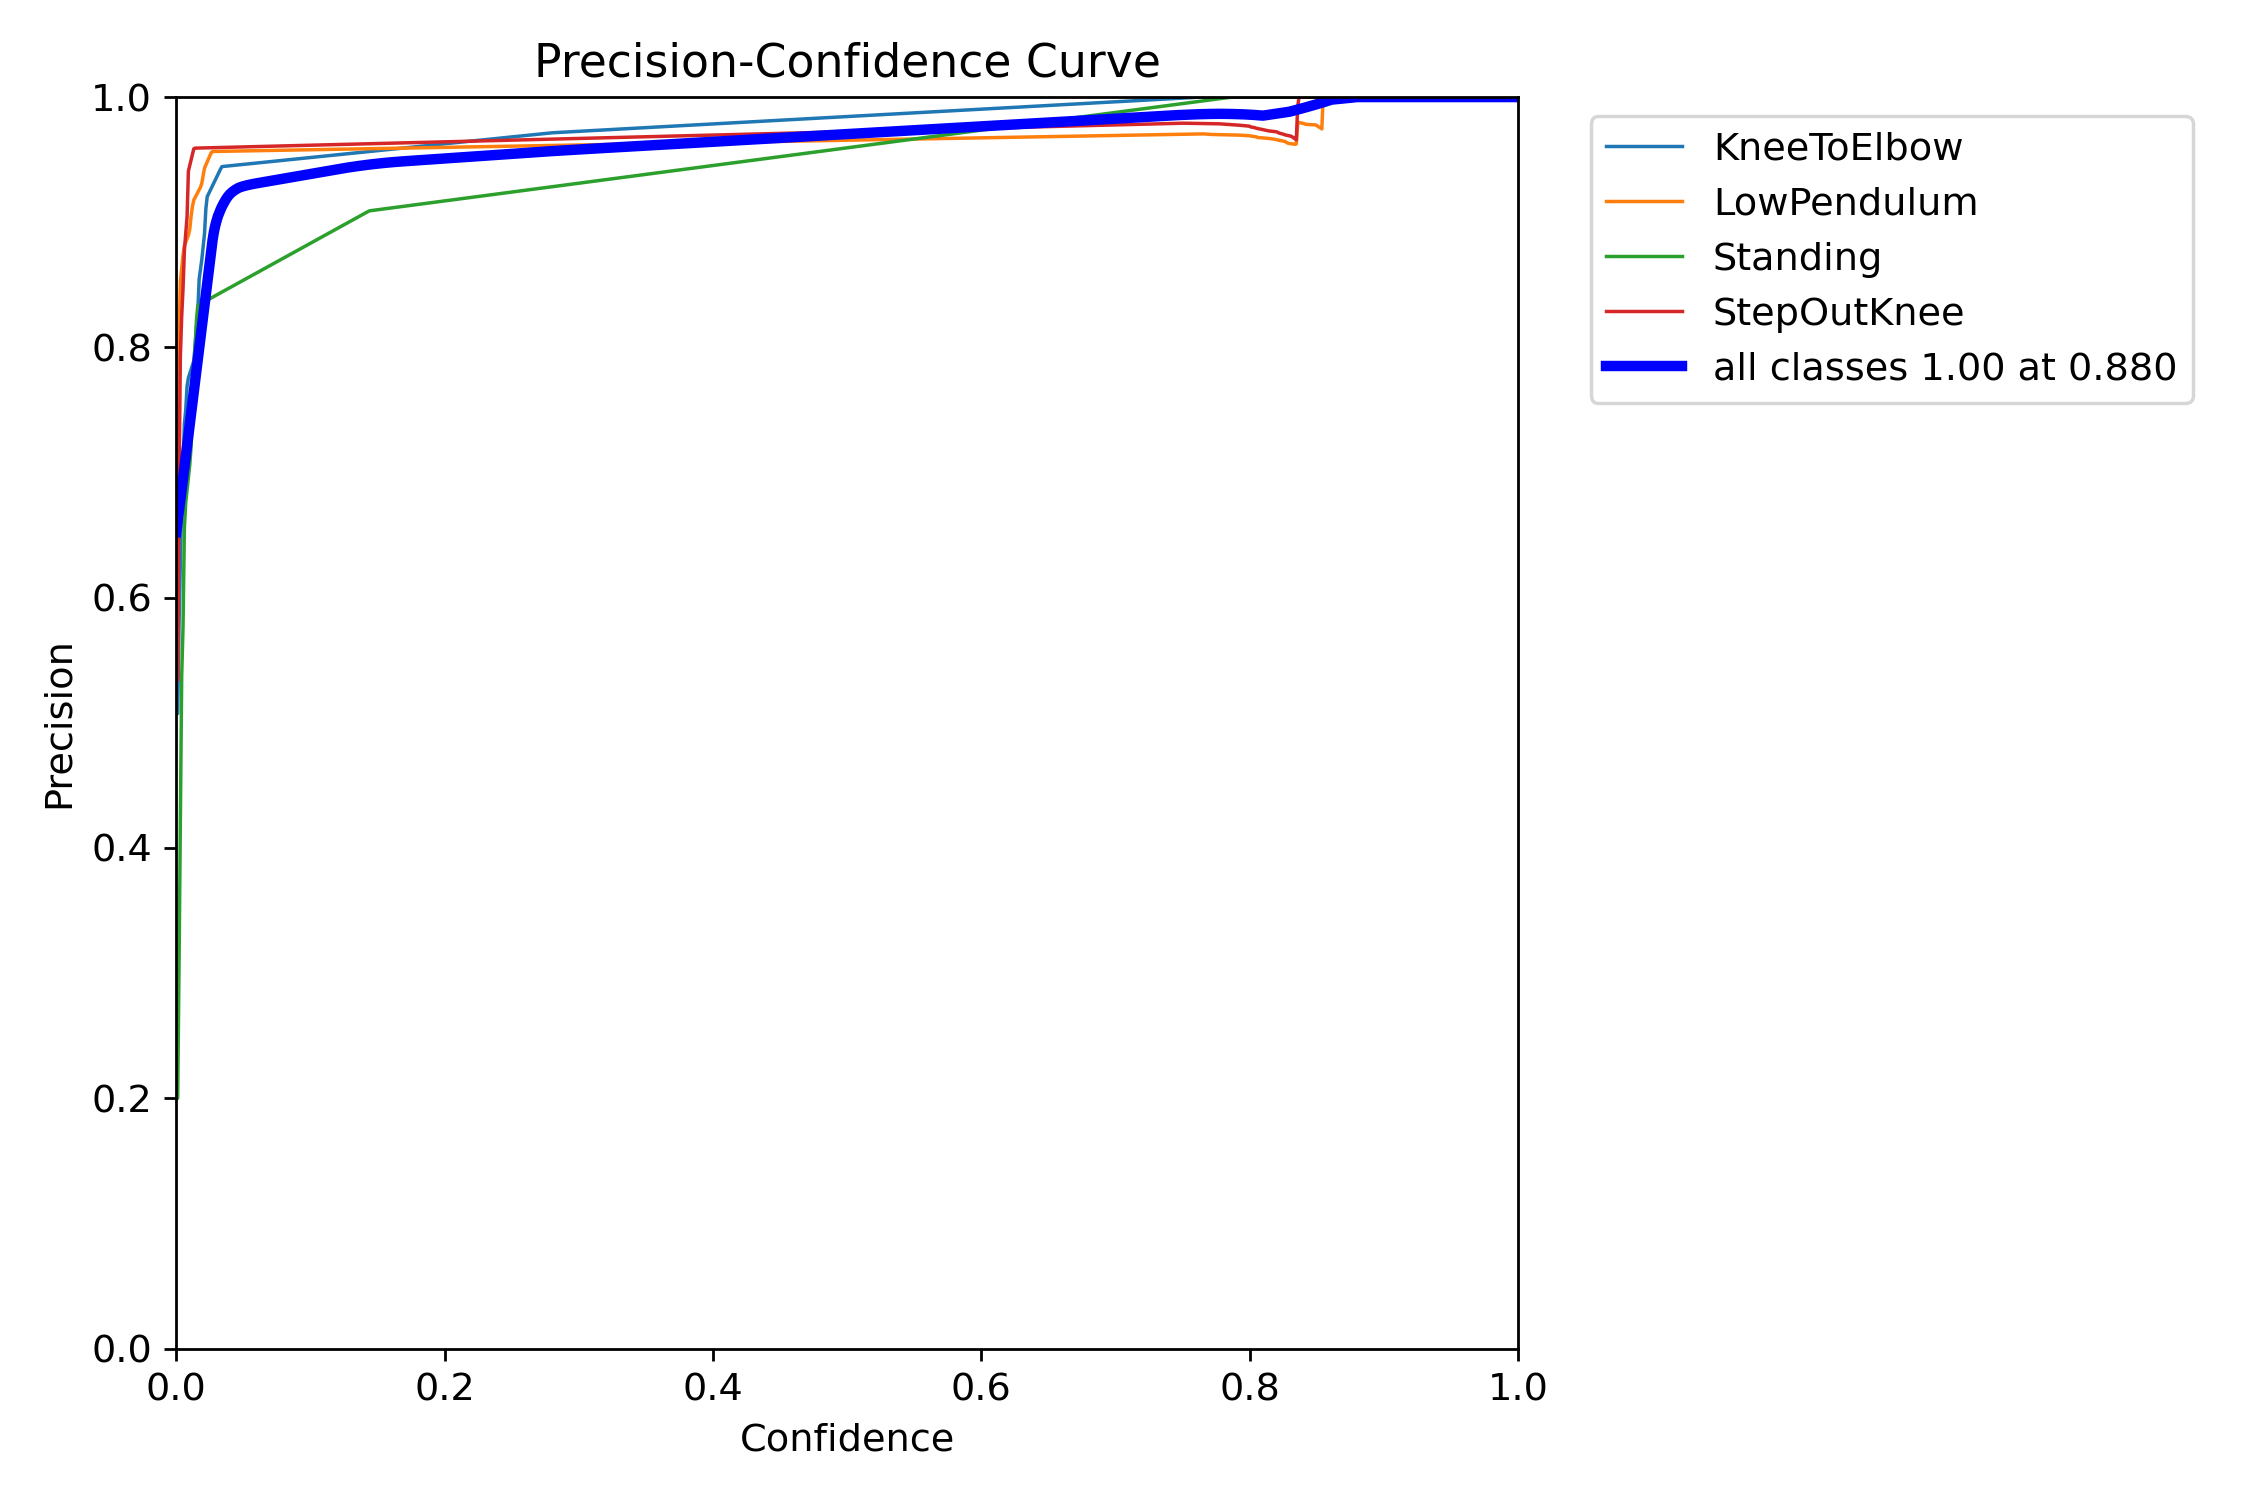 Precision-Confidence Curve
1.0
0.8
0.6
0.4
0.2
0.0
Precision
0.0 0.2 0.4 0.6 0.8 1.0
Confidence
KneeToElbow
LowPendulum
Standing
StepOutKnee
all classes 1.00 at 0.880